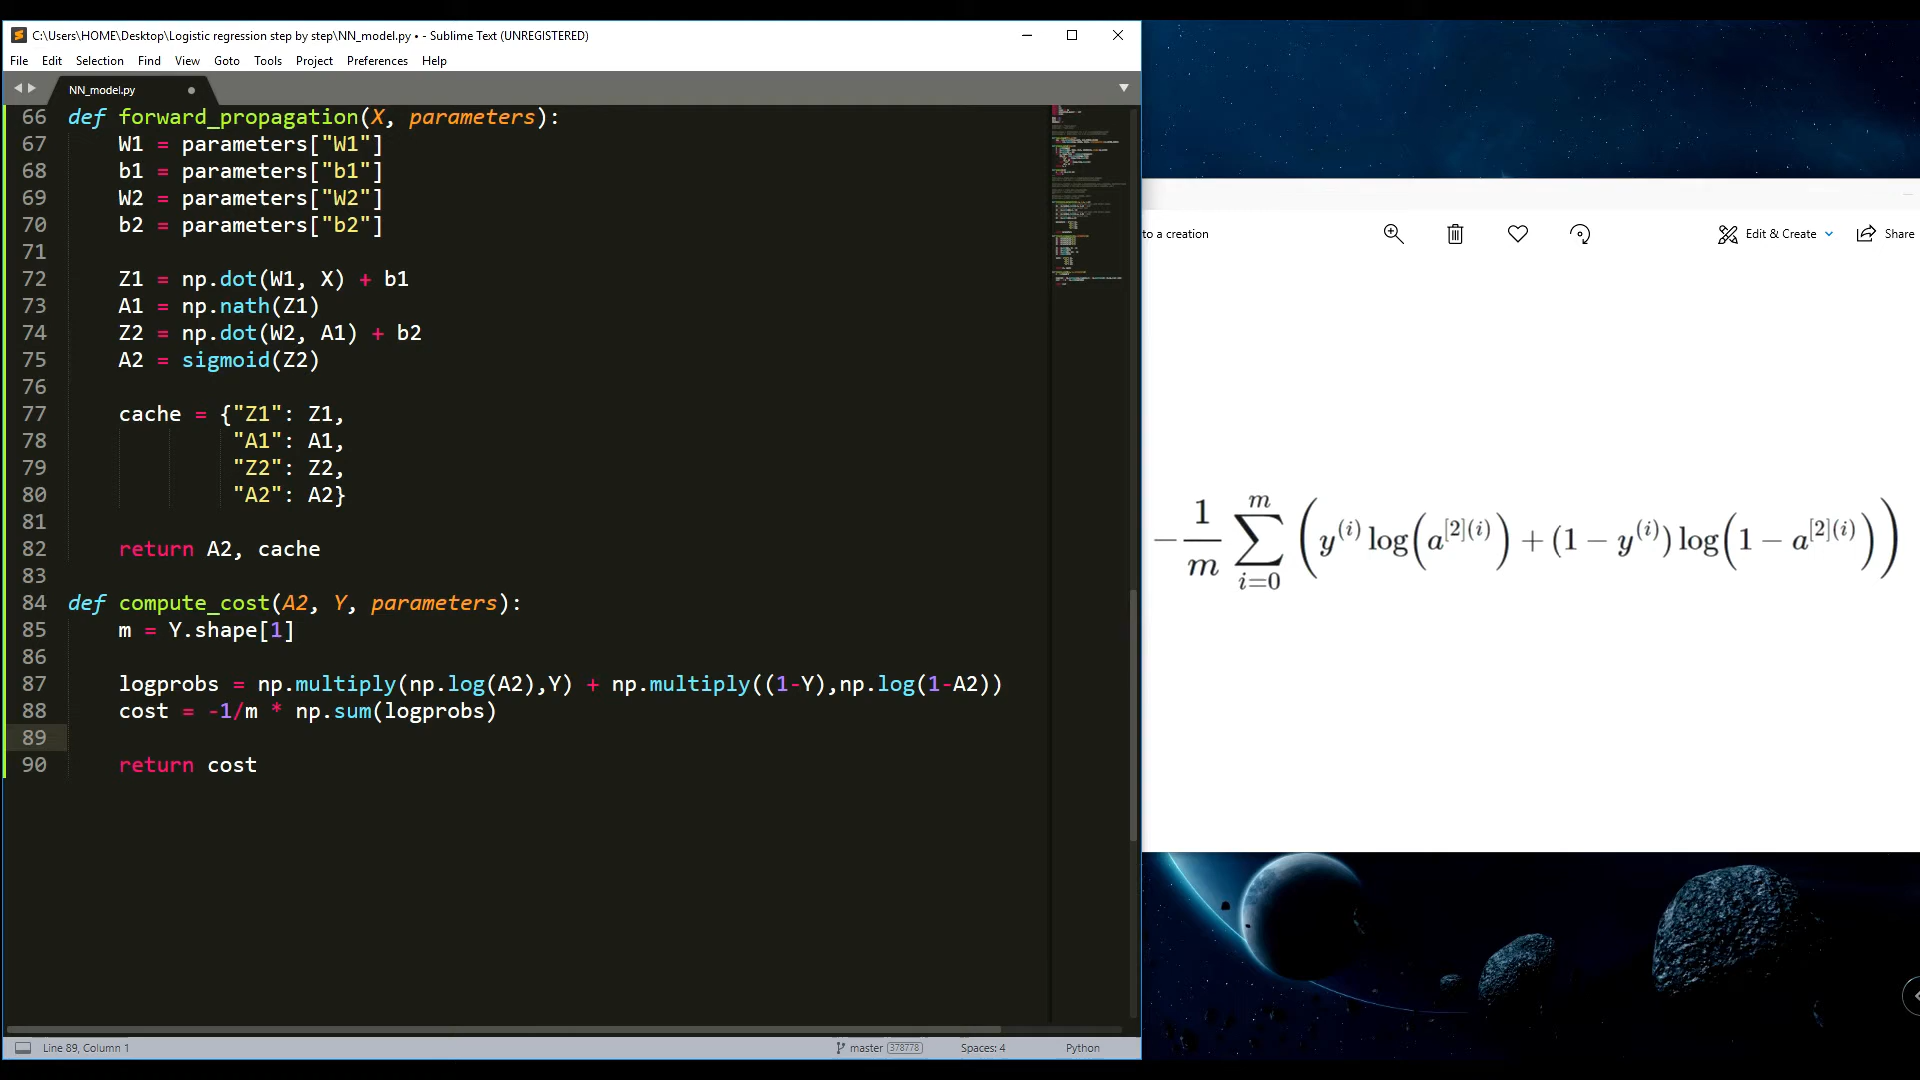 C:\Users\HOME\Desktop\Logistic regression step by step\NN_model.py • - Sublime Text (UNREGISTERED)
File Edit Selection Find View Goto Tools Project Preferences Help
NN_model.py
66 def forward_propagation(X, parameters):
67 W1 = parameters["W1"]
68 b1 = parameters["b1"]
69 W2 = parameters["W2"]
70 b2 = parameters["b2"]
71
72 Z1 = np.dot(W1, X) + b1
73 A1 = np.nath(Z1)
74 Z2 = np.dot(W2, A1) + b2
75 A2 = sigmoid(Z2)
76
77 cache = {"Z1": Z1,
78 "A1": A1,
79 "Z2": Z2,
80 "A2": A2}
81
82 return A2, cache
83
84 def compute_cost(A2, Y, parameters):
85 m = Y.shape[1]
86
87 logprobs = np.multiply(np.log(A2),Y) + np.multiply((1-Y),np.log(1-A2))
88 cost = -1/m * np.sum(logprobs)
89
90 return cost
Line 89, Column 1 master 378778 Spaces: 4 Python
to a creation Edit & Create Share
−1/m ∑_{i=0}^{m} (y^{(i)} log(a^{[2](i)}) + (1 − y^{(i)}) log(1 − a^{[2](i)}))